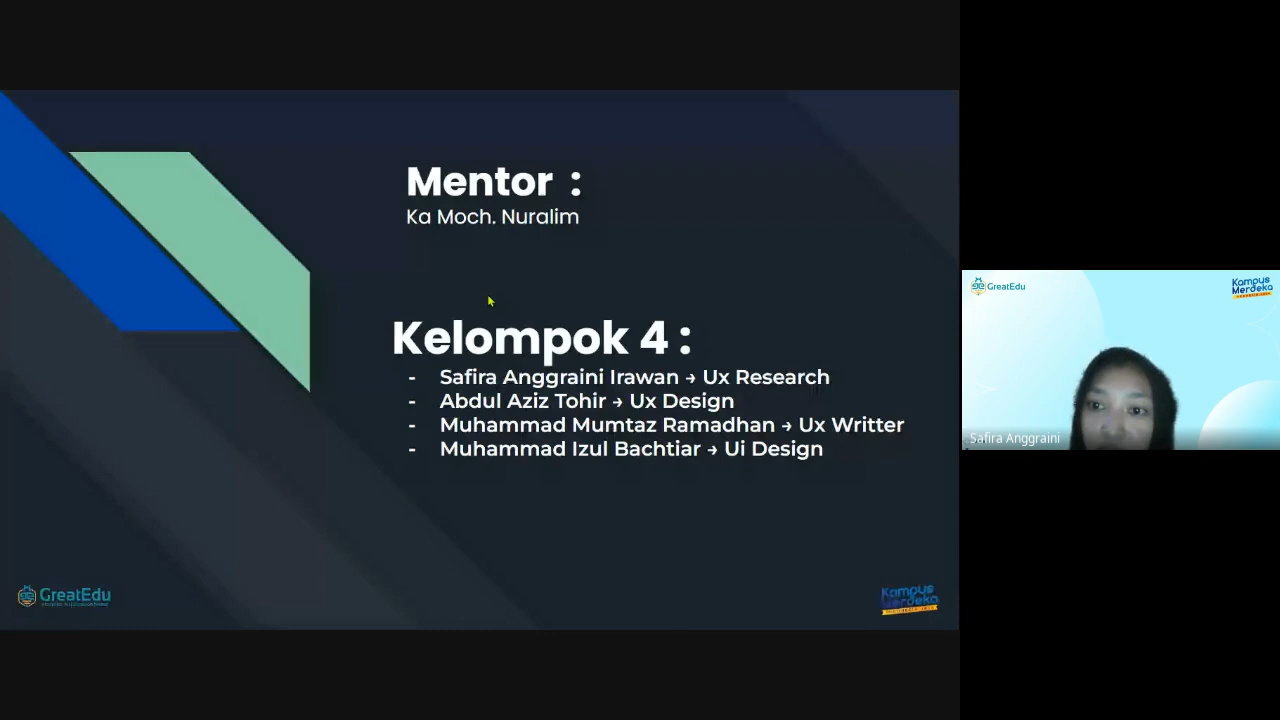 Mentor :
Ka Moch. Nuralim
Kelompok 4 :
- Safira Anggraini Irawan → Ux Research
- Abdul Aziz Tohir → Ux Design
- Muhammad Mumtaz Ramadhan → Ux Writter
- Muhammad Izul Bachtiar → Ui Design
GreatEdu
Kampus
Merdeka
GreatEdu
Kampus
Merdeka
Safira Anggraini